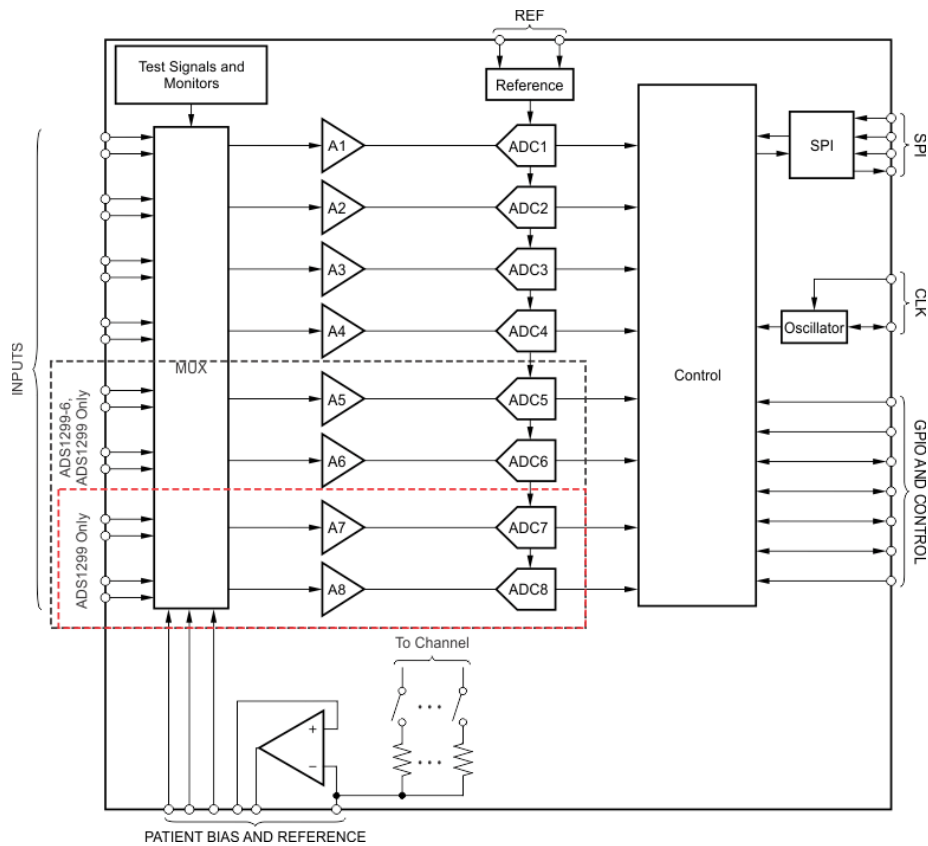 REF
Test Signals and
Monitors
Reference
INPUTS
MUX
A1
ADC1
A2
ADC2
A3
ADC3
A4
ADC4
A5
ADC5
A6
ADC6
A7
ADC7
A8
ADC8
ADS1299-6,
ADS1299 Only
ADS1299 Only
Control
SPI
SPI
Oscillator
CLK
GPIO AND CONTROL
To Channel
+
−
PATIENT BIAS AND REFERENCE